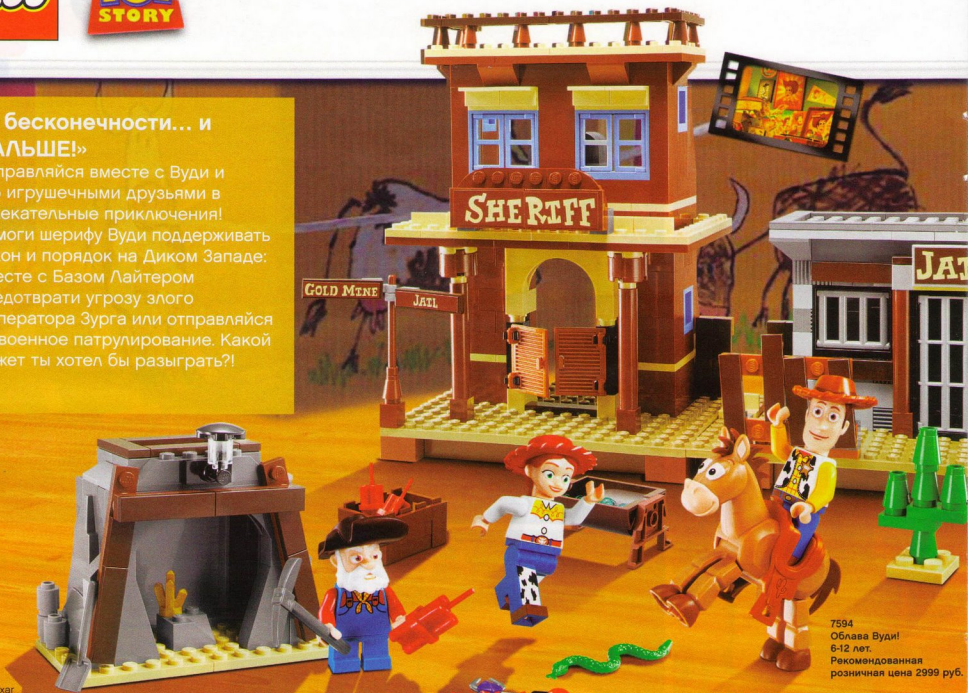 STORY
бесконечности... и
АЛЬШЕ!»
правляйся вместе с Вуди и
игрушечными друзьями в
лекательные приключения!
моги шерифу Вуди поддерживать
он и порядок на Диком Западе:
есте с Базом Лайтером
едотврати угрозу злого
ператора Зурга или отправляйся
военное патрулирование. Какой
жет ты хотел бы разыграть?!
SHERIFF
GOLD MINE
JAIL
JAI
7594
Облава Вуди!
6-12 лет.
Рекомендованная
розничная цена 2999 руб.